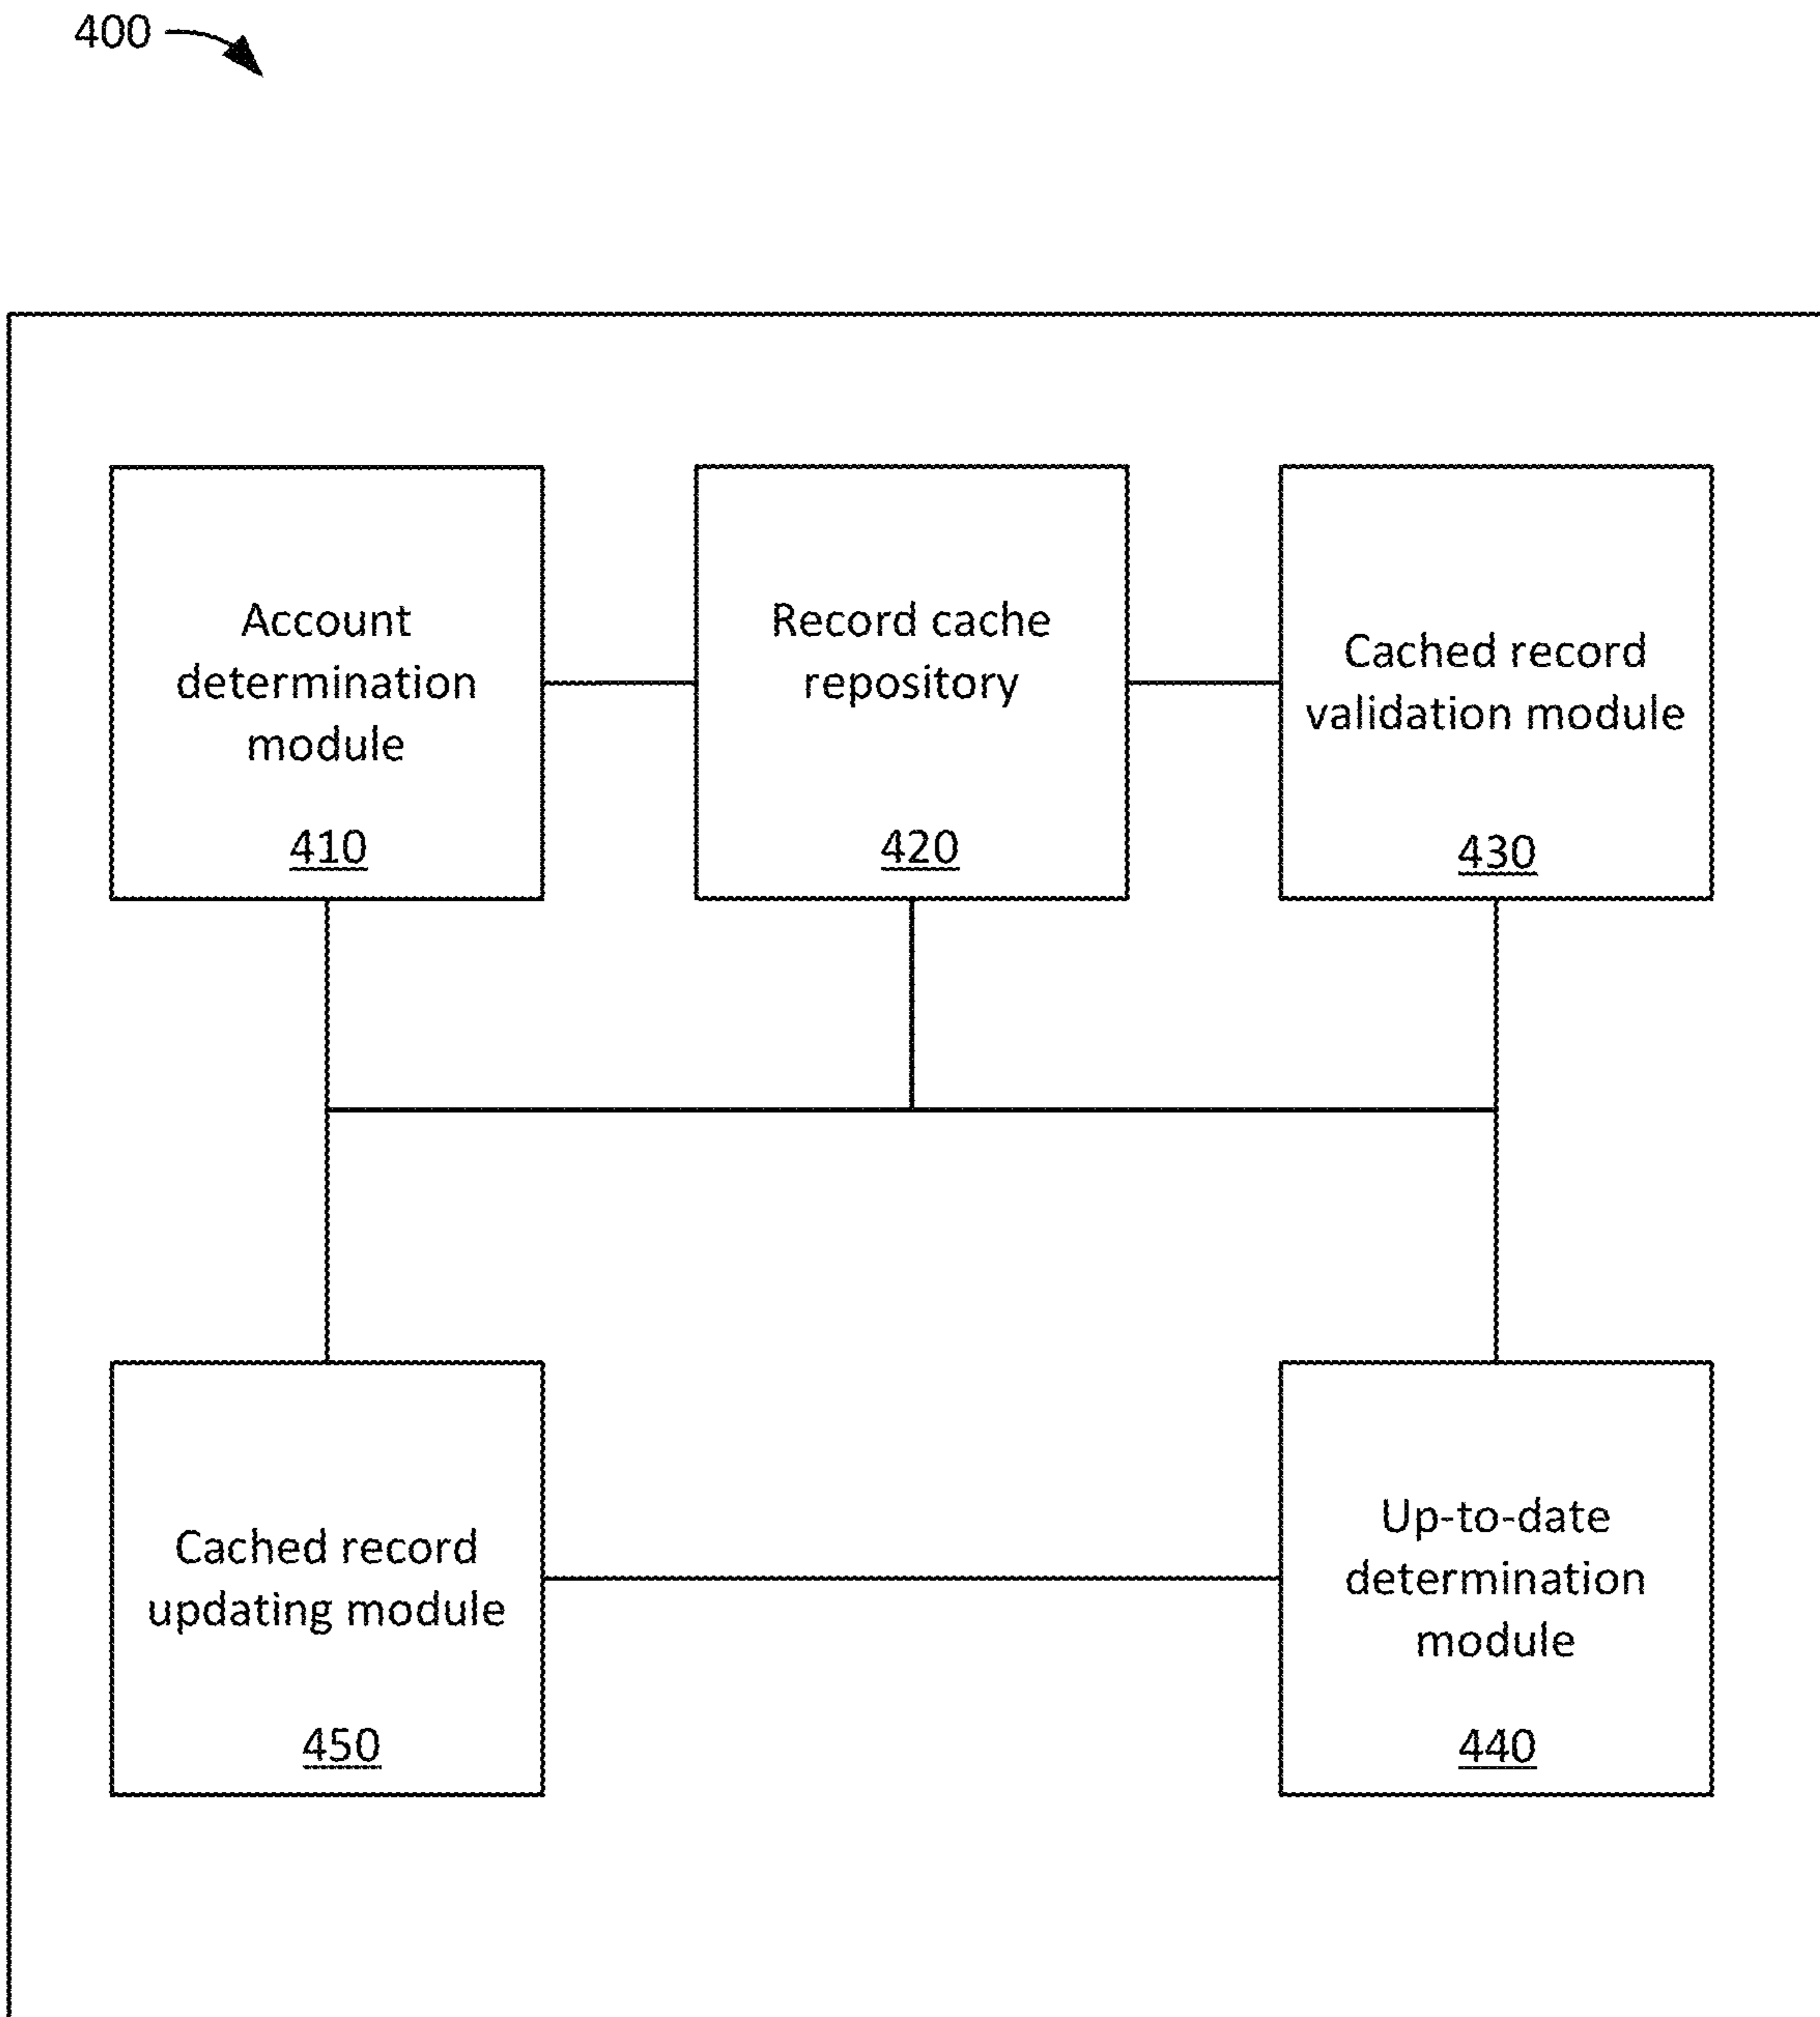 400
Account
determination
module
410
Record cache
repository
420
Cached record
validation module
430
Cached record
updating module
450
Up-to-date
determination
module
440